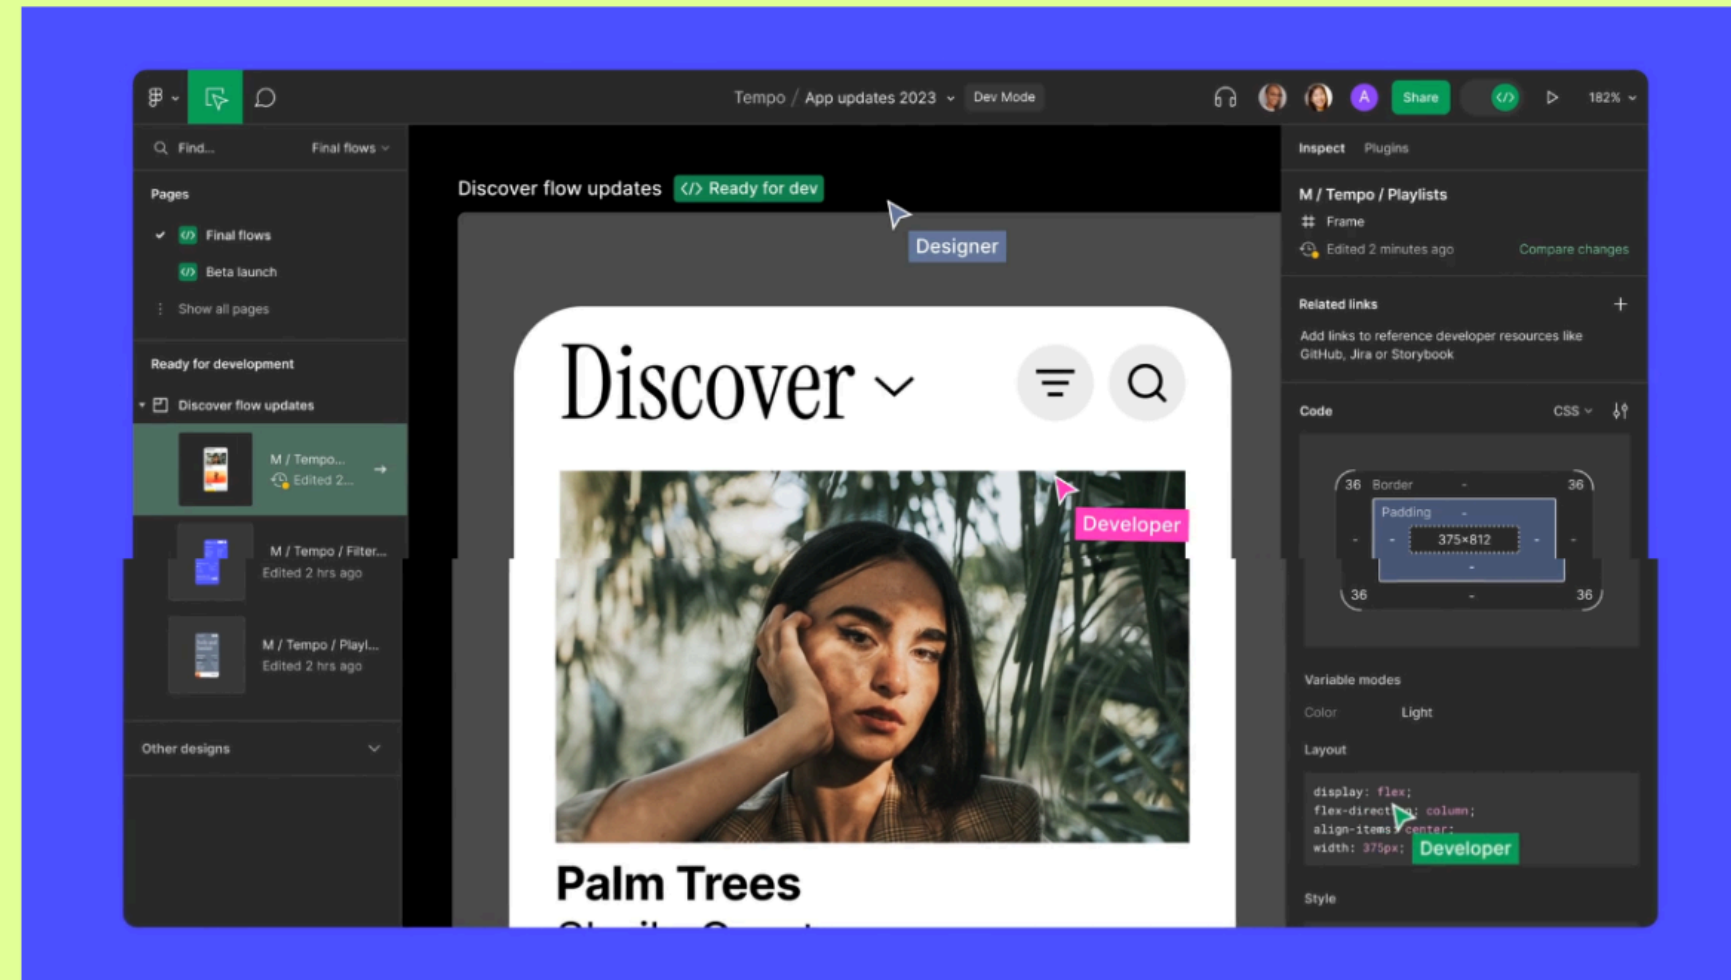 Tempo / App updates 2023 Dev Mode
A
Share
182%
Find...
Final flows
Pages
Final flows
Beta launch
Show all pages
Ready for development
Discover flow updates
M / Tempo...
Edited 2...
M / Tempo / Filter...
Edited 2 hrs ago
M / Tempo / Playl...
Edited 2 hrs ago
Other designs
Discover flow updates </> Ready for dev
Designer
Discover
Developer
Palm Trees
Inspect Plugins
M / Tempo / Playlists
Frame
Edited 2 minutes ago Compare changes
Related links +
Add links to reference developer resources like
GitHub, Jira or Storybook
Code CSS
36 Border - 36
Padding -
- - 375×812 - -
-
36 - 36
Variable modes
Color Light
Layout
display: flex;
flex-direct : column;
align-items: center;
width: 375px;
Developer
Style